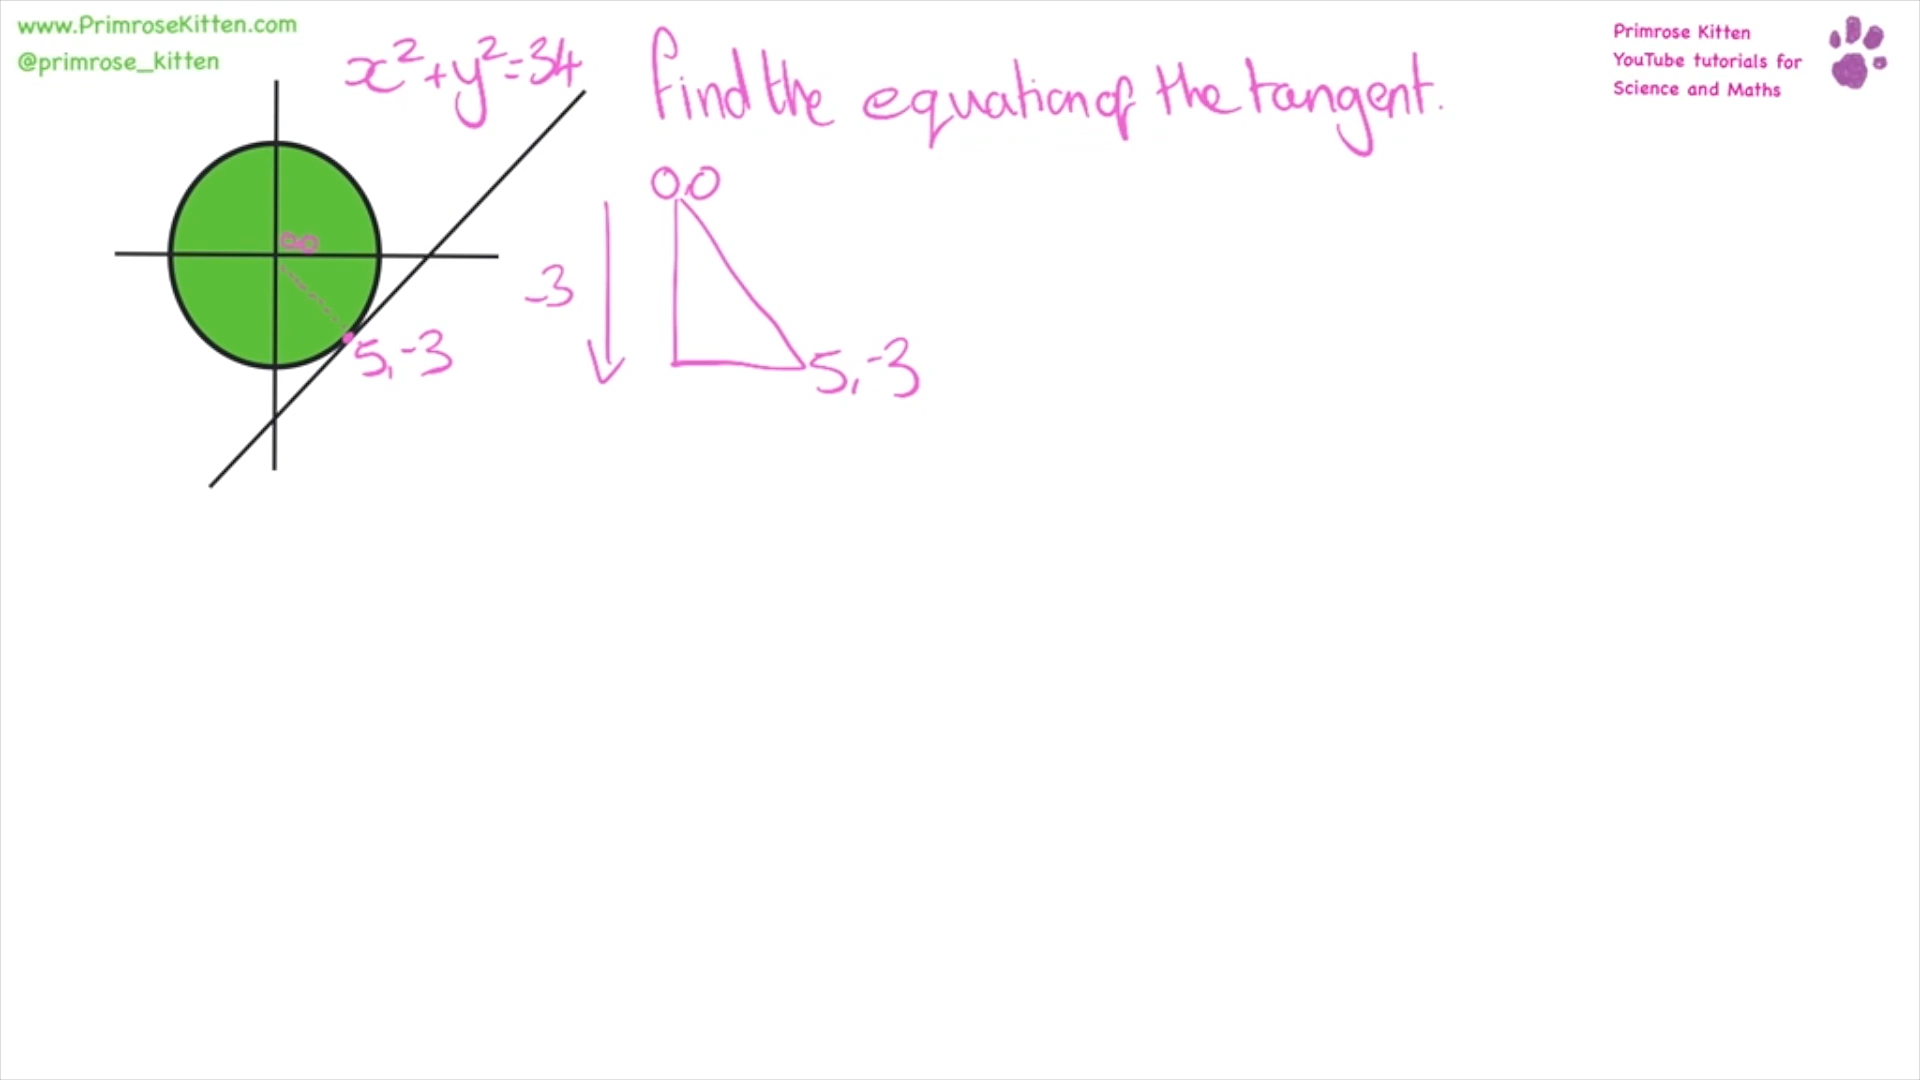 www.PrimroseKitten.com
@primrose_kitten
x²+y²=34
Find the equation of the tangent.
Primrose Kitten
YouTube tutorials for
Science and Maths
0,0
0,0
-3
5,-3
5,-3